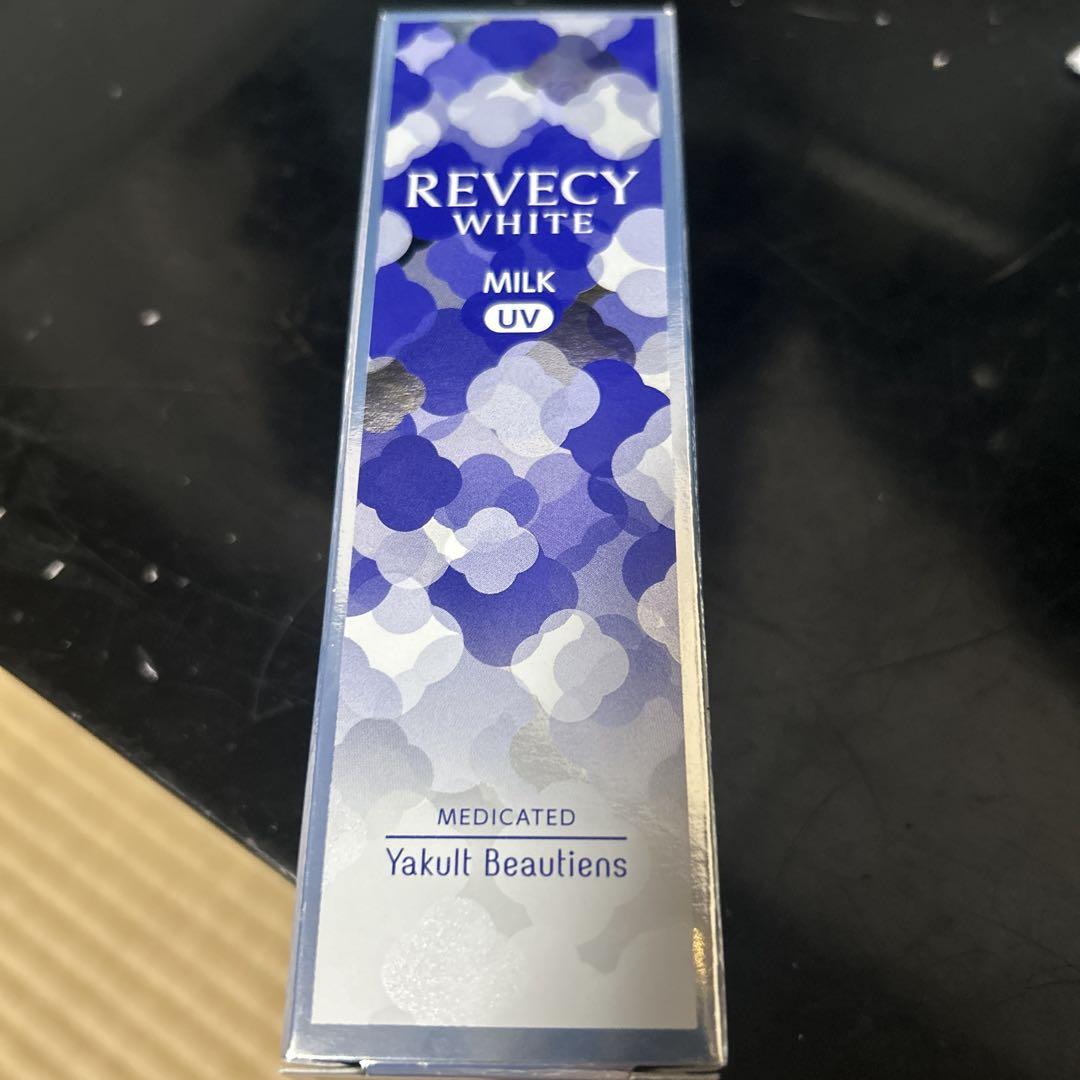 REVECY
WHITE
MILK
UV
MEDICATED
Yakult Beautiens